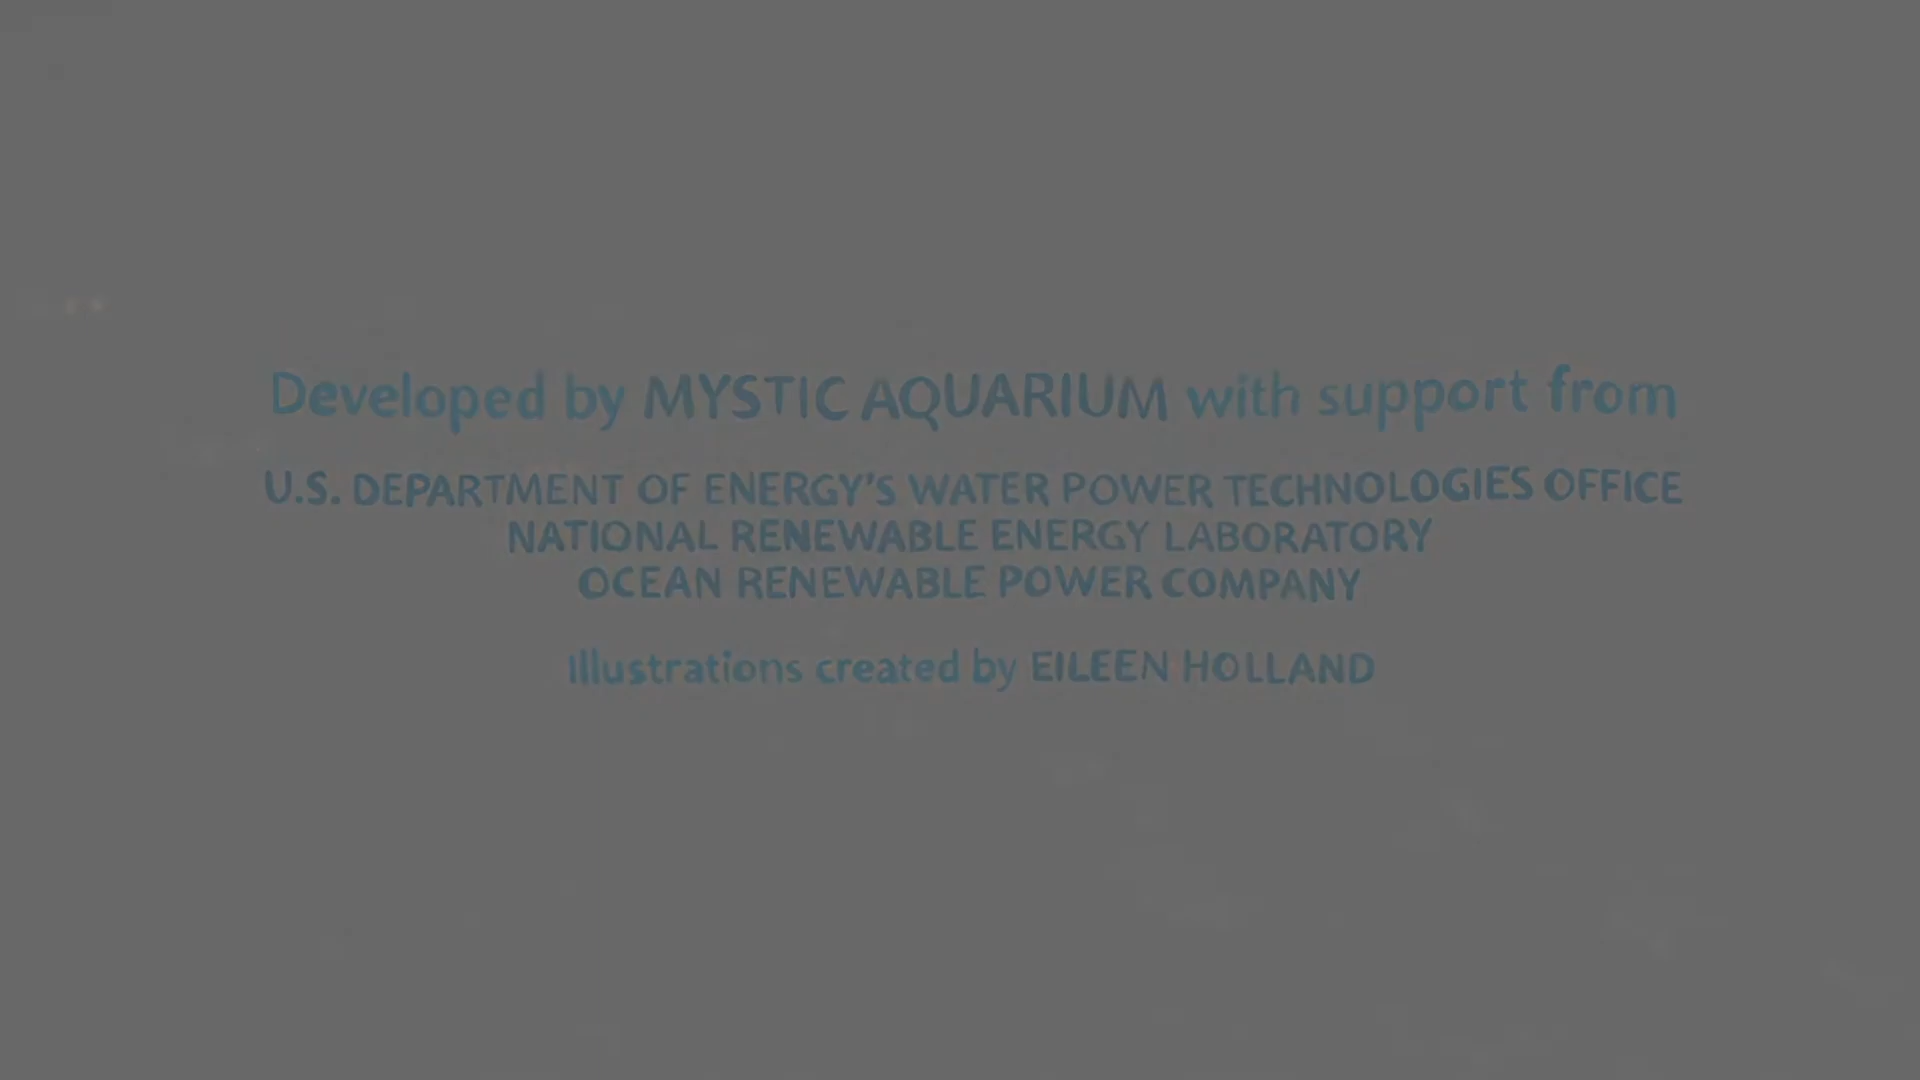 Developed by MYSTIC AQUARIUM with support from
U.S. DEPARTMENT OF ENERGY'S WATER POWER TECHNOLOGIES OFFICE
NATIONAL RENEWABLE ENERGY LABORATORY
OCEAN RENEWABLE POWER COMPANY
Illustrations created by EILEEN HOLLAND